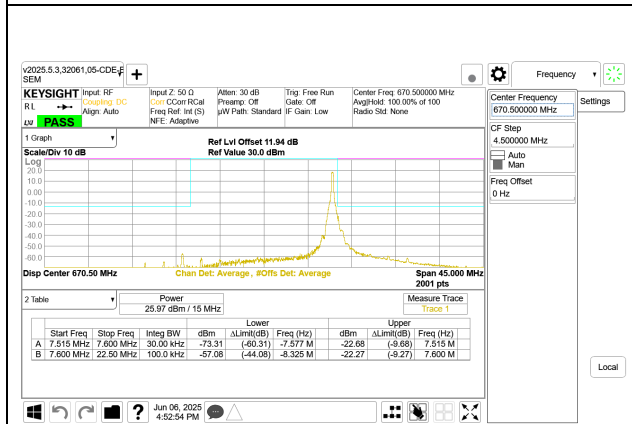 v2025.5.3,32061,05-CDE-F
SEM
Frequency
KEYSIGHT Input: RF Input Z: 50 Ω Atten: 30 dB Trig: Free Run Center Freq: 670.500000 MHz
RL Coupling: DC Corr CCorr RCal Preamp: Off Gate: Off Avg|Hold: 100.00% of 100
Align: Auto Freq Ref: Int (S) µW Path: Standard IF Gain: Low Radio Std: None
LXI PASS NFE: Adaptive
Center Frequency
670.500000 MHz
Settings
CF Step
4.500000 MHz
Auto
Man
Freq Offset
0 Hz
1 Graph
Ref Lvl Offset 11.94 dB
Scale/Div 10 dB Ref Value 30.0 dBm
Log
20.0
10.0
0.00
-10.0
-20.0
-30.0
-40.0
-50.0
-60.0
Disp Center 670.50 MHz Chan Det: Average, #Offs Det: Average Span 45.000 MHz
2001 pts
2 Table Power Measure Trace
25.97 dBm / 15 MHz Trace 1
Lower Upper
Start Freq Stop Freq Integ BW dBm ΔLimit(dB) Freq (Hz) dBm ΔLimit(dB) Freq (Hz)
A 7.515 MHz 7.600 MHz 30.00 kHz -73.31 (-60.31) -7.577 M -22.68 (-9.68) 7.515 M
B 7.600 MHz 22.50 MHz 100.0 kHz -57.08 (-44.08) -8.325 M -22.27 (-9.27) 7.600 M
Local
? Jun 06, 2025
4:52:54 PM